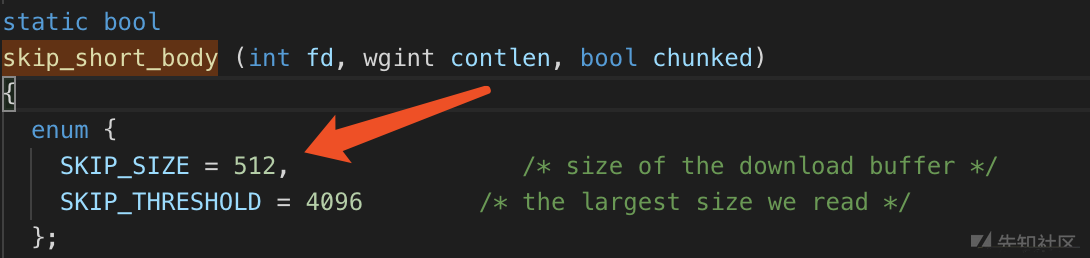 static bool
skip_short_body (int fd, wgint contlen, bool chunked)
{
enum {
SKIP_SIZE = 512, /* size of the download buffer */
SKIP_THRESHOLD = 4096 /* the largest size we read */
};
先知社区